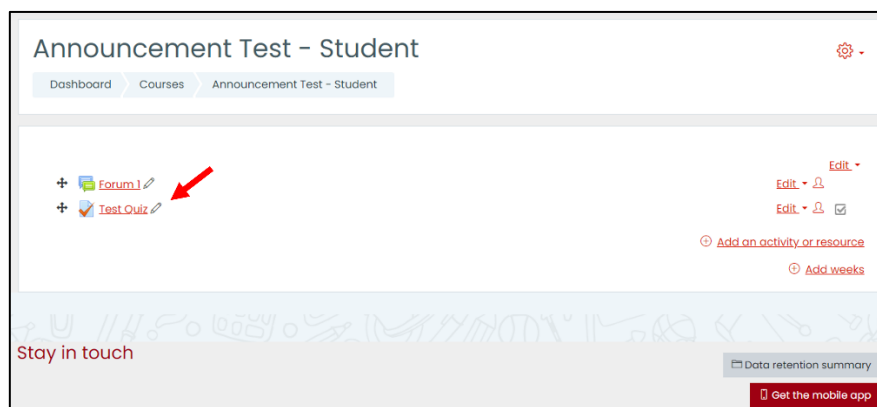 Announcement Test - Student
Dashboard Courses Announcement Test - Student
Edit
Forum 1 Edit
Test Quiz Edit
Add an activity or resource
Add weeks
Stay in touch
Data retention summary
Get the mobile app